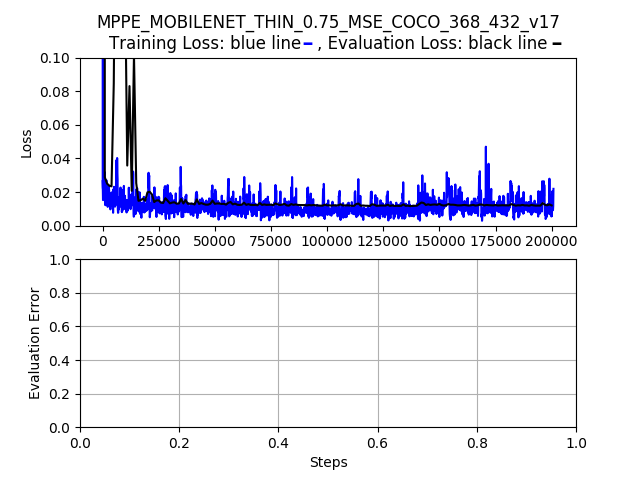 MPPE_MOBILENET_THIN_0.75_MSE_COCO_368_432_v17
Training Loss: blue line , Evaluation Loss: black line
0.10
0.08
0.06
0.04
0.02
0.00
Loss
0 25000 50000 75000 100000 125000 150000 175000 200000
1.0
0.8
0.6
0.4
0.2
0.0
Evaluation Error
0.0 0.2 0.4 0.6 0.8 1.0
Steps